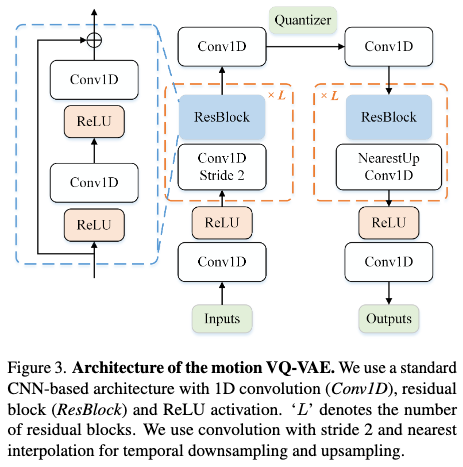 Quantizer
Conv1D
Conv1D
Conv1D
ReLU
Conv1D
ReLU
× L
ResBlock
Conv1D
Stride 2
ReLU
Conv1D
Inputs
× L
ResBlock
NearestUp
Conv1D
ReLU
Conv1D
Outputs
Figure 3. Architecture of the motion VQ-VAE. We use a standard
CNN-based architecture with 1D convolution (Conv1D), residual
block (ResBlock) and ReLU activation. ‘L’ denotes the number
of residual blocks. We use convolution with stride 2 and nearest
interpolation for temporal downsampling and upsampling.